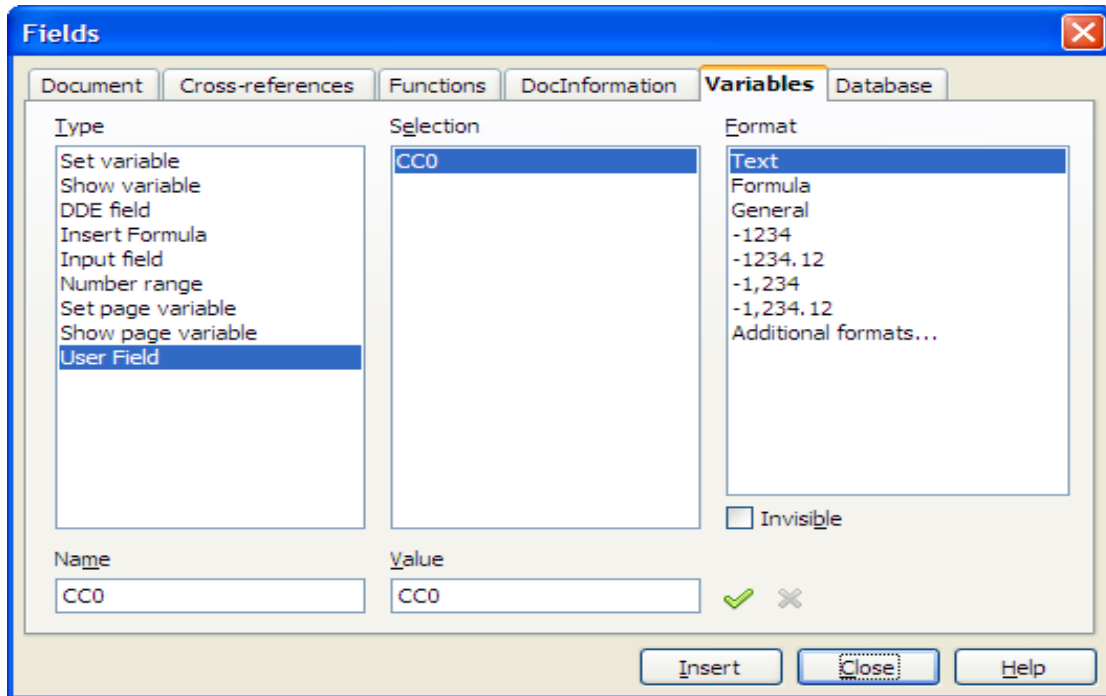 Fields
Document Cross-references Functions DocInformation Variables Database
Type
Set variable
Show variable
DDE field
Insert Formula
Input field
Number range
Set page variable
Show page variable
User Field
Selection
CC0
Format
Text
Formula
General
-1234
-1234.12
-1,234
-1,234.12
Additional formats...
Invisible
Name
CC0
Value
CC0
Insert Close Help